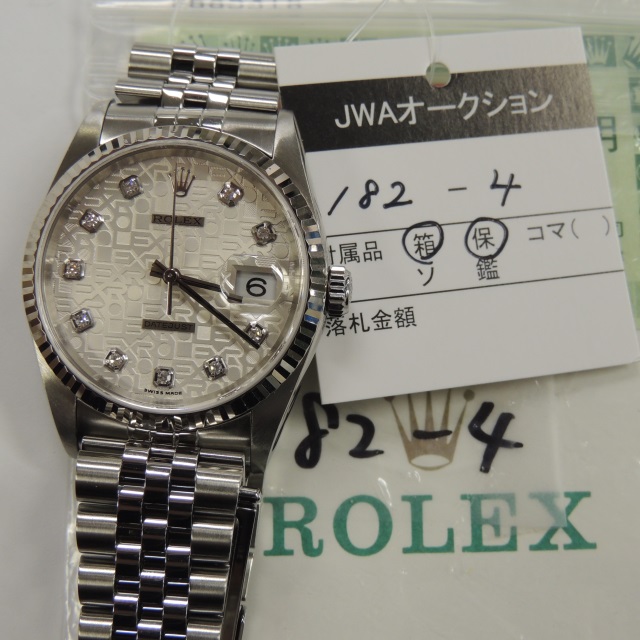 JWAオークション
182-4
付属品 箱 保 コマ( )
ソ 鑑
落札金額
ROLEX
6
SWISS MADE
82-4
ROLEX
円